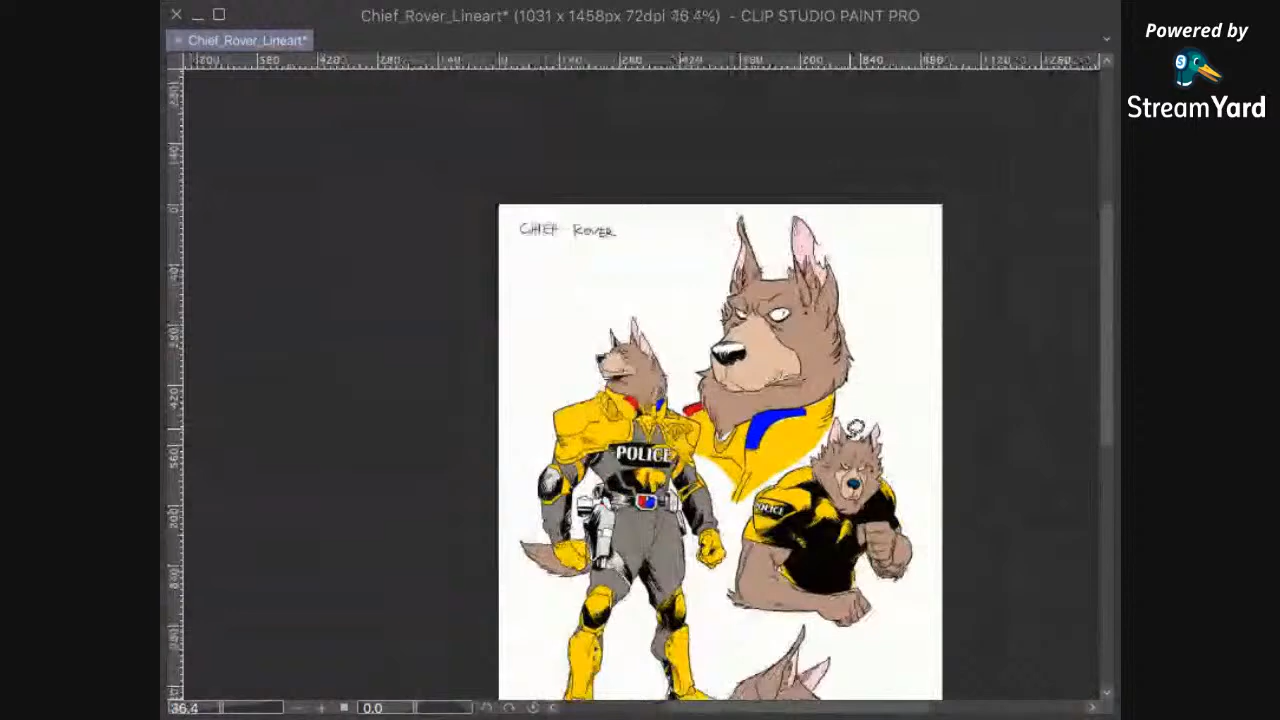 Chief_Rover_Lineart* (1031 x 1458px 72dpi 36.4%) - CLIP STUDIO PAINT PRO
Powered by
StreamYard
Chief_Rover_Lineart*
CHIEF ROVER
POLICE
POLICE
36.4
0.0